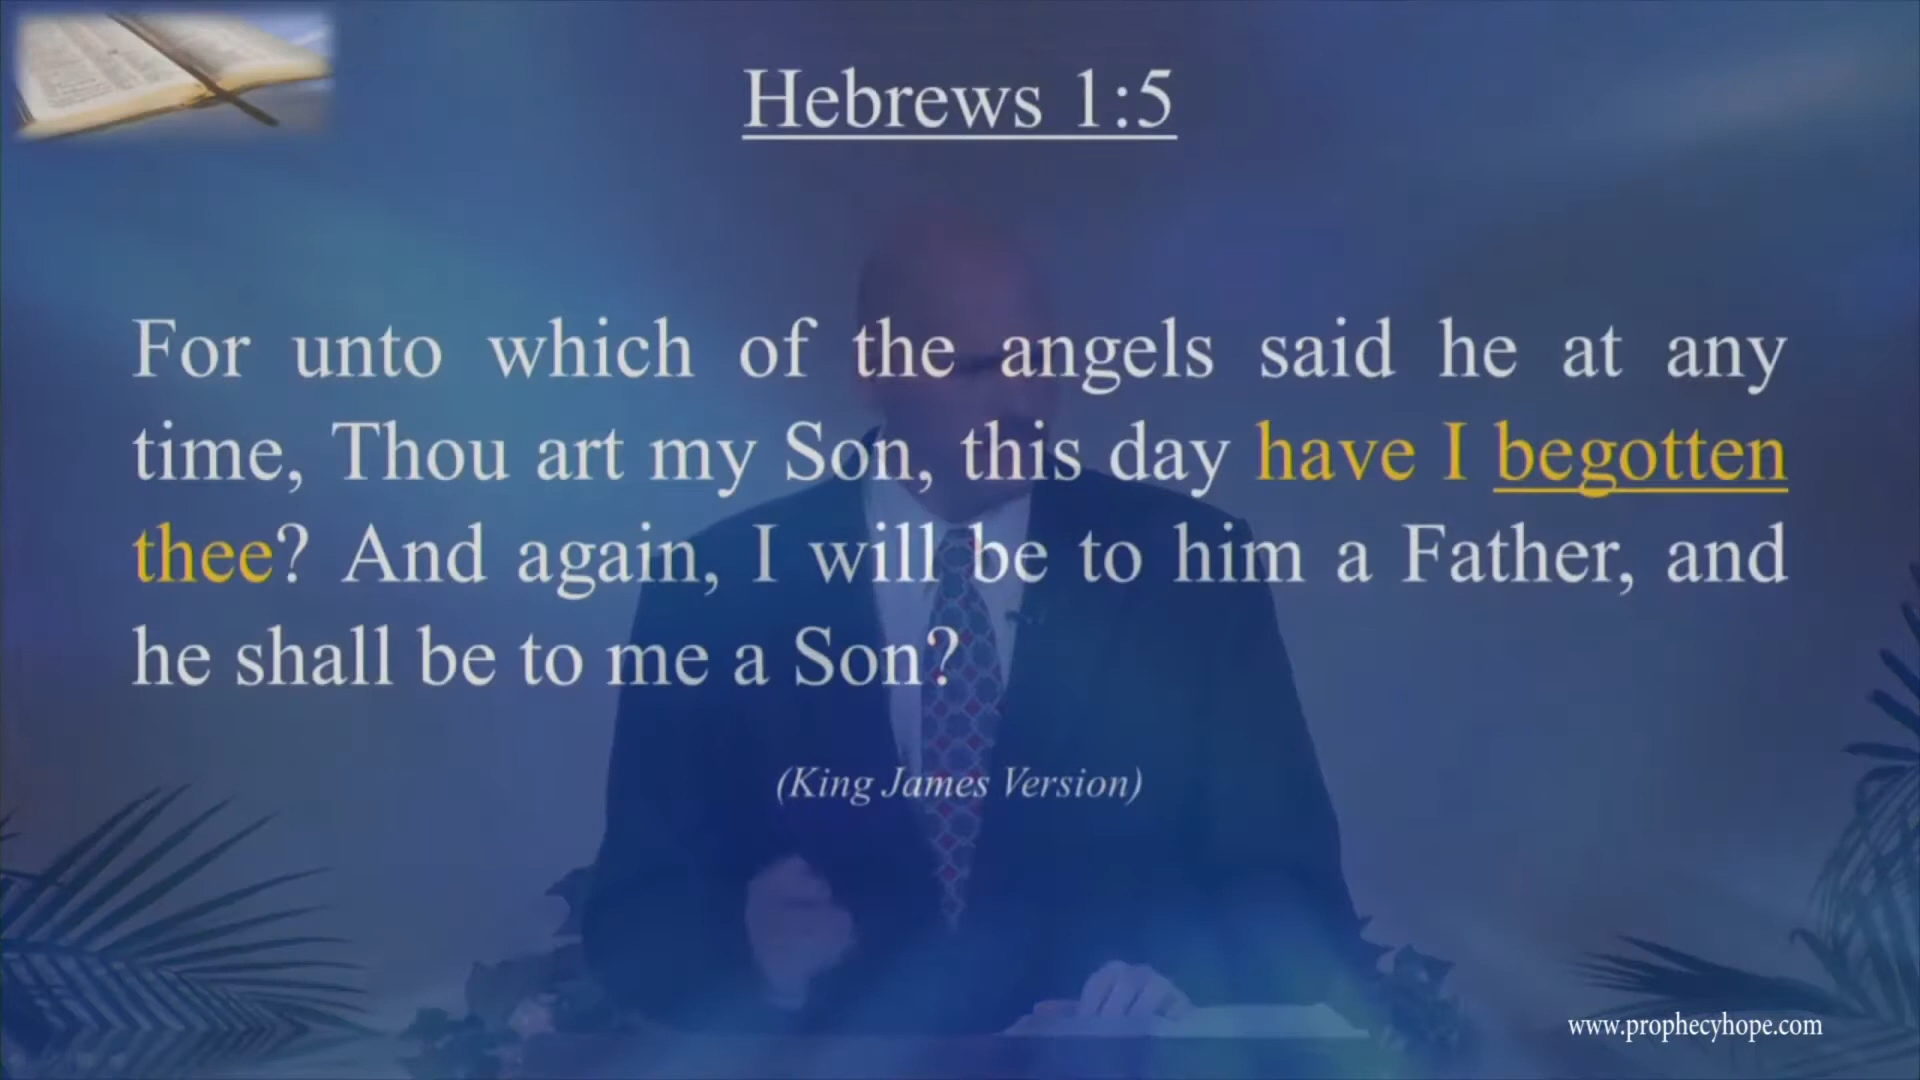 Hebrews 1:5
For unto which of the angels said he at any
time, Thou art my Son, this day have I begotten
thee? And again, I will be to him a Father, and
he shall be to me a Son?
(King James Version)
www.prophecyhope.com